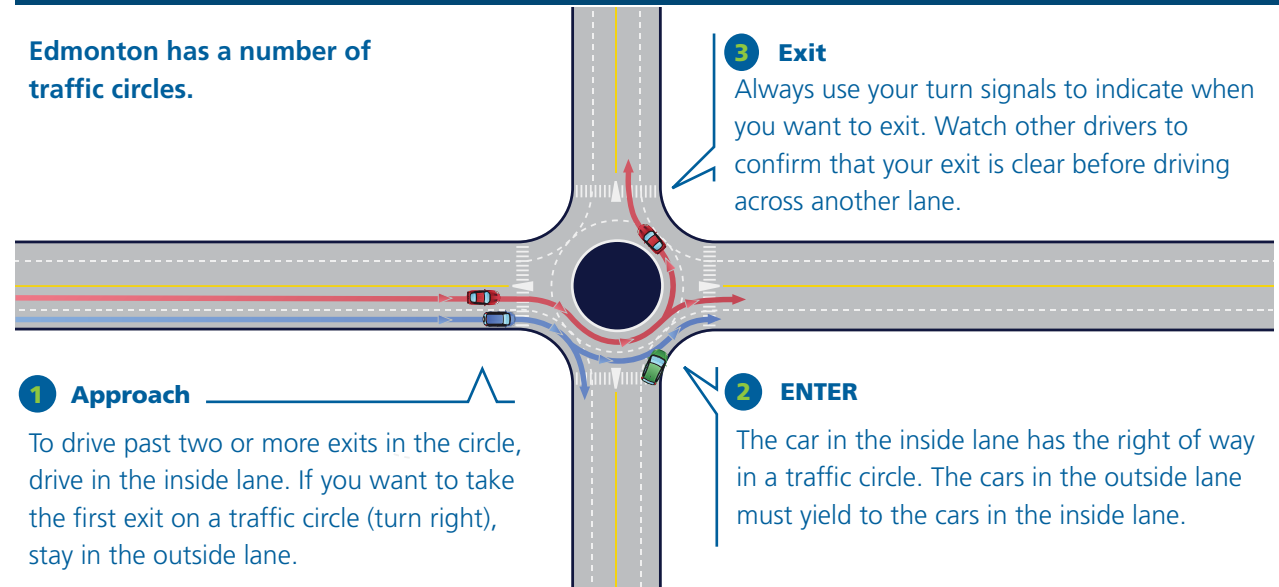 Edmonton has a number of
traffic circles.
3 Exit
Always use your turn signals to indicate when
you want to exit. Watch other drivers to
confirm that your exit is clear before driving
across another lane.
1 Approach
To drive past two or more exits in the circle,
drive in the inside lane. If you want to take
the first exit on a traffic circle (turn right),
stay in the outside lane.
2 ENTER
The car in the inside lane has the right of way
in a traffic circle. The cars in the outside lane
must yield to the cars in the inside lane.